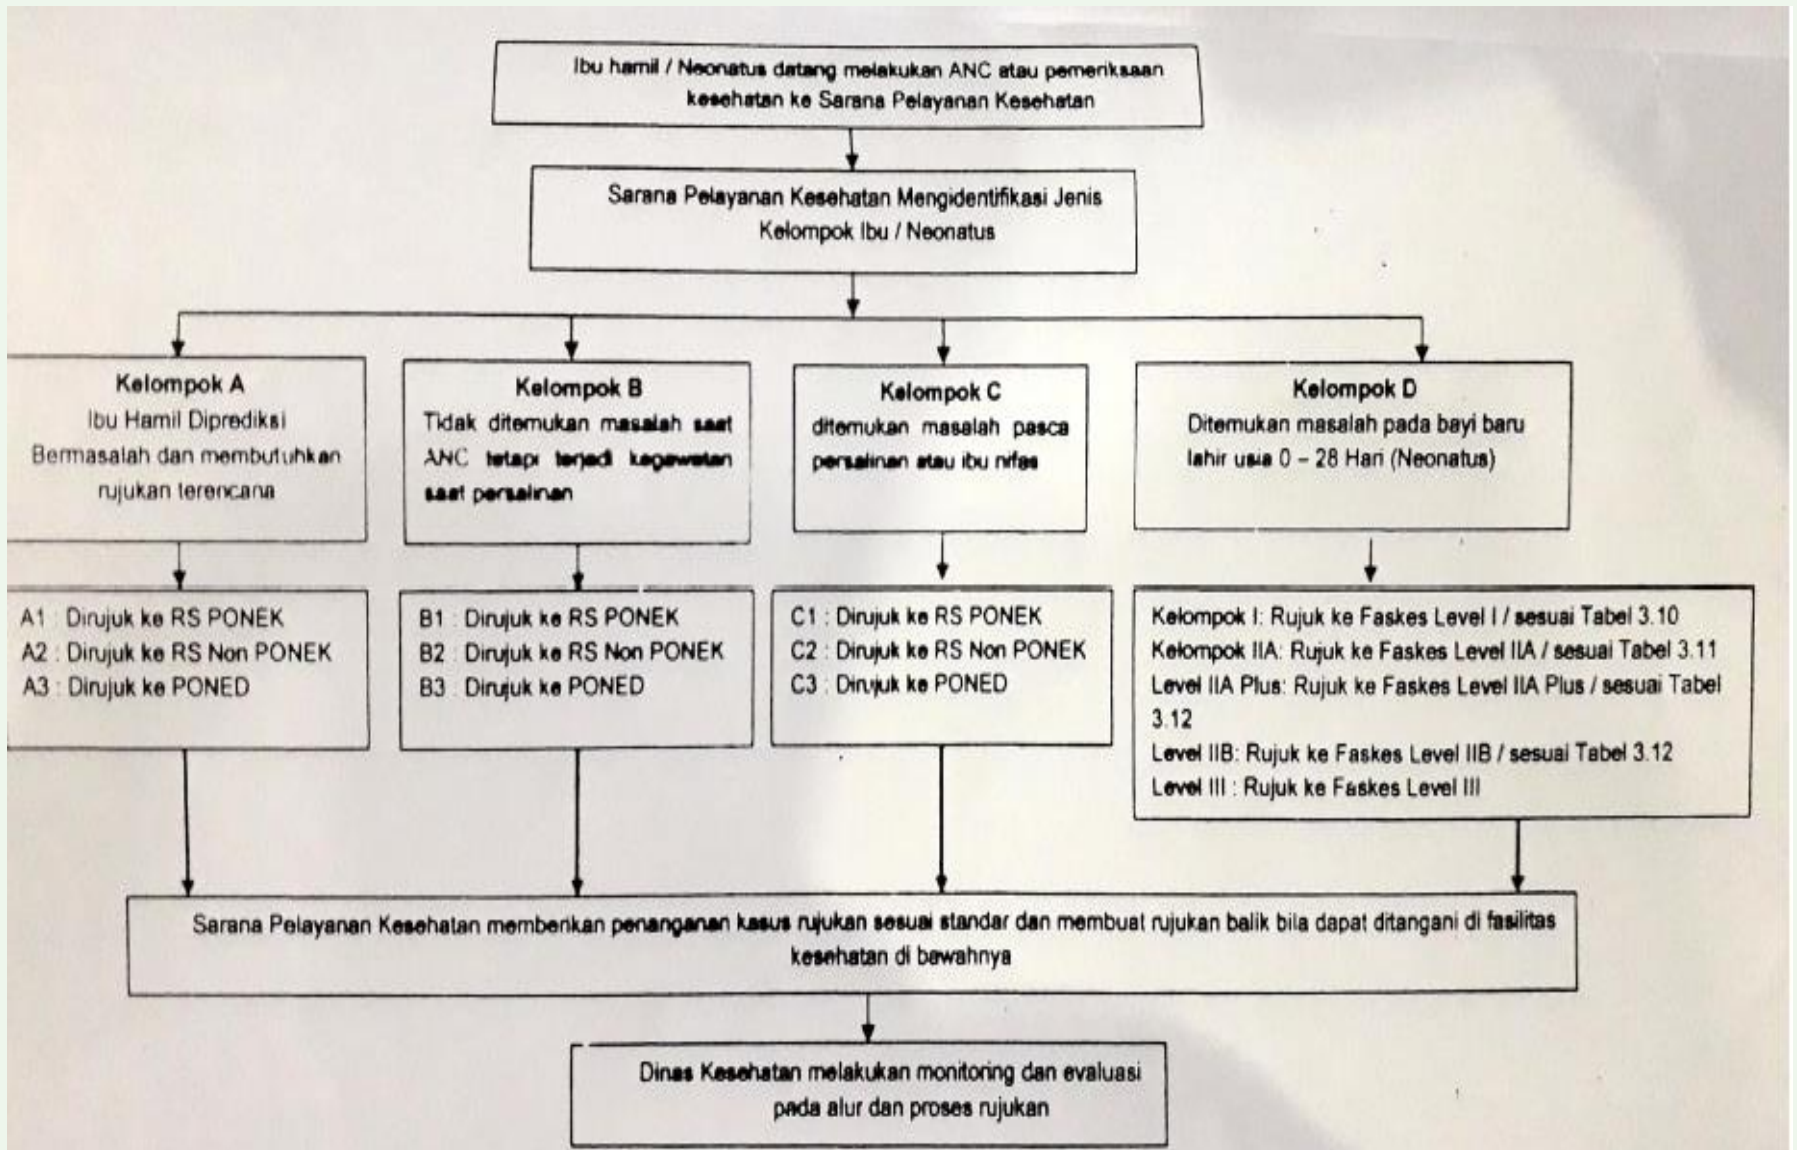 Ibu hamil / Neonatus datang melakukan ANC atau pemeriksaan
kesehatan ke Sarana Pelayanan Kesehatan
Sarana Pelayanan Kesehatan Mengidentifikasi Jenis
Kelompok Ibu / Neonatus
Kelompok A
Ibu Hamil Diprediksi
Bermasalah dan membutuhkan
rujukan terencana
Kelompok B
Tidak ditemukan masalah saat
ANC tetapi terjadi kegawatan
saat persalinan
Kelompok C
ditemukan masalah pasca
persalinan atau ibu nifas
Kelompok D
Ditemukan masalah pada bayi baru
lahir usia 0 – 28 Hari (Neonatus)
A1 : Dirujuk ke RS PONEK
A2 : Dirujuk ke RS Non PONEK
A3 : Dirujuk ke PONED
B1 : Dirujuk ke RS PONEK
B2 : Dirujuk ke RS Non PONEK
B3 : Dirujuk ke PONED
C1 : Dirujuk ke RS PONEK
C2 : Dirujuk ke RS Non PONEK
C3 : Dirujuk ke PONED
Kelompok I: Rujuk ke Faskes Level I / sesuai Tabel 3.10
Kelompok IIA: Rujuk ke Faskes Level IIA / sesuai Tabel 3.11
Level IIA Plus: Rujuk ke Faskes Level IIA Plus / sesuai Tabel
3.12
Level IIB: Rujuk ke Faskes Level IIB / sesuai Tabel 3.12
Level III : Rujuk ke Faskes Level III
Sarana Pelayanan Kesehatan memberikan penanganan kasus rujukan sesuai standar dan membuat rujukan balik bila dapat ditangani di fasilitas
kesehatan di bawahnya
Dinas Kesehatan melakukan monitoring dan evaluasi
pada alur dan proses rujukan